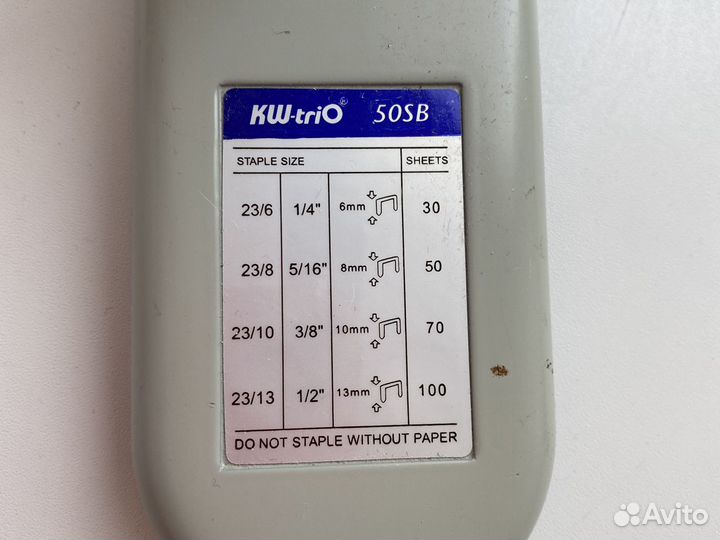 KW-triO® 50SB
STAPLE SIZE SHEETS
23/6 1/4" 6mm 30
23/8 5/16" 8mm 50
23/10 3/8" 10mm 70
23/13 1/2" 13mm 100
DO NOT STAPLE WITHOUT PAPER
Avito